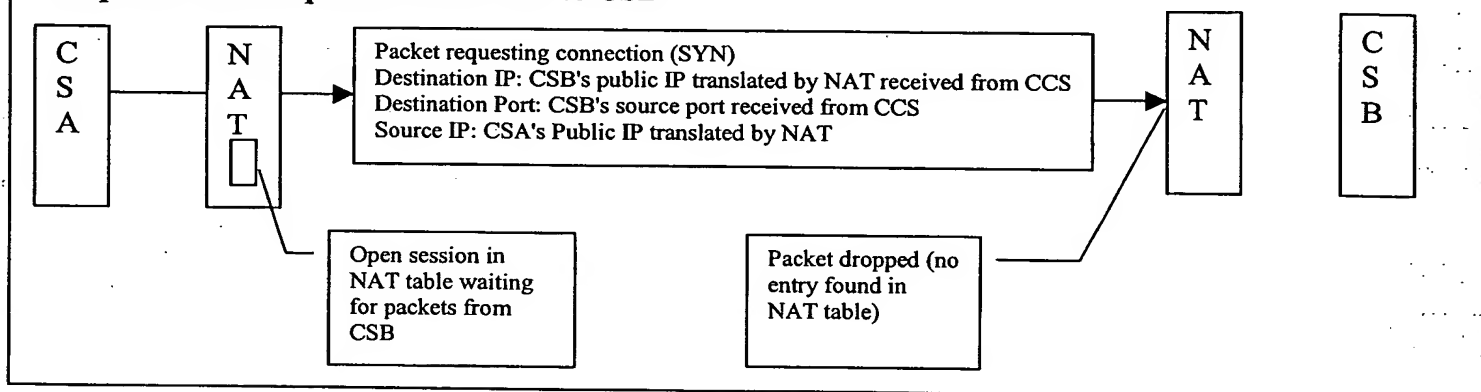 C
S
A
N
A
T
Packet requesting connection (SYN)
Destination IP: CSB's public IP translated by NAT received from CCS
Destination Port: CSB's source port received from CCS
Source IP: CSA's Public IP translated by NAT
N
A
T
C
S
B
Open session in
NAT table waiting
for packets from
CSB
Packet dropped (no
entry found in
NAT table)